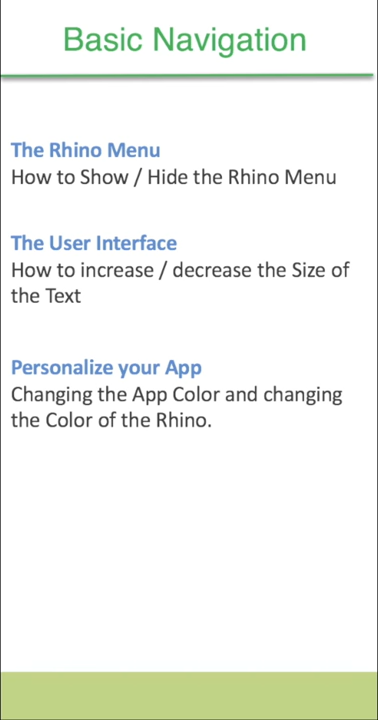 Basic Navigation
The Rhino Menu
How to Show / Hide the Rhino Menu
The User Interface
How to increase / decrease the Size of
the Text
Personalize your App
Changing the App Color and changing
the Color of the Rhino.